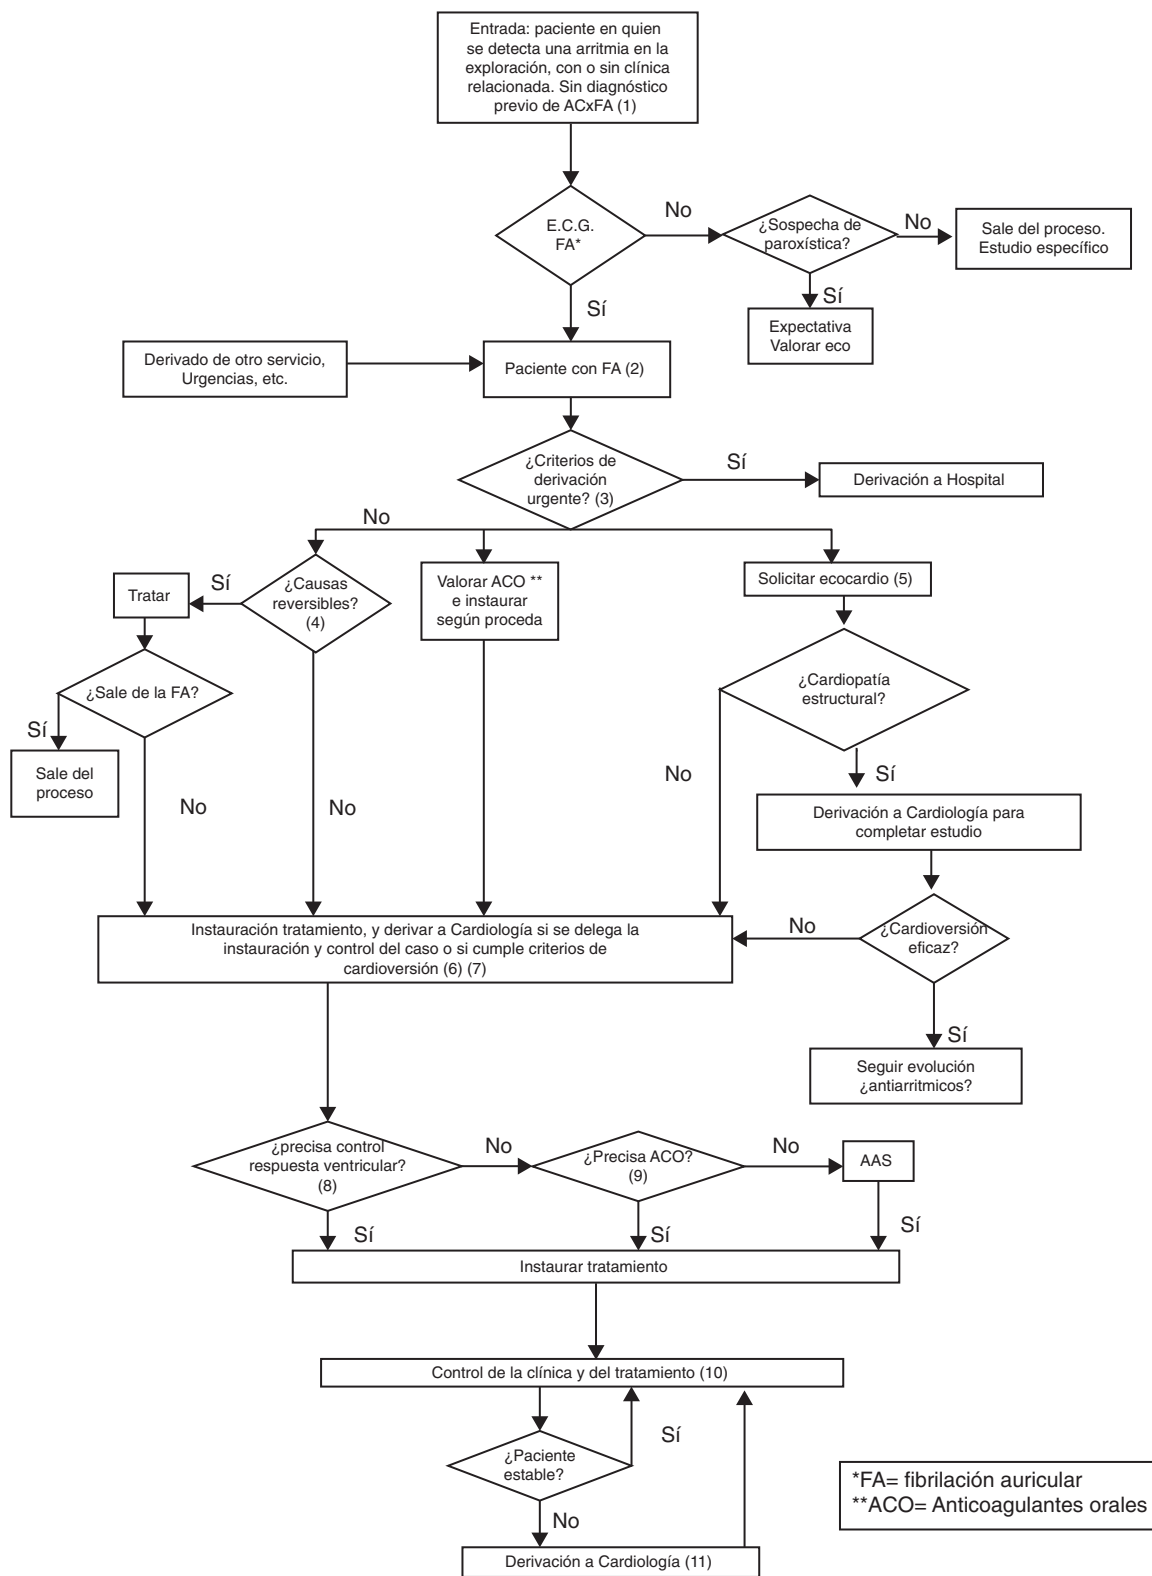 Entrada: paciente en quien
se detecta una arritmia en la
exploración, con o sin clínica
relacionada. Sin diagnóstico
previo de ACxFA (1)
E.C.G.
FA*
No
¿Sospecha de
paroxística?
No
Sale del proceso.
Estudio específico
Sí
Sí
Expectativa
Valorar eco
Derivado de otro servicio,
Urgencias, etc.
Paciente con FA (2)
¿Criterios de
derivación
urgente? (3)
Sí
Derivación a Hospital
No
Tratar
Sí
¿Causas
reversibles?
(4)
Valorar ACO **
e instaurar
según proceda
Solicitar ecocardio (5)
¿Sale de la FA?
¿Cardiopatía
estructural?
Sí
Sale del
proceso
No
No
No
Sí
Derivación a Cardiología para
completar estudio
Instauración tratamiento, y derivar a Cardiología si se delega la
instauración y control del caso o si cumple criterios de
cardioversión (6) (7)
No
¿Cardioversión
eficaz?
Sí
Seguir evolución
¿antiarritmicos?
¿precisa control
respuesta ventricular?
(8)
No
¿Precisa ACO?
(9)
No
AAS
Sí
Sí
Sí
Instaurar tratamiento
Control de la clínica y del tratamiento (10)
¿Paciente
estable?
Sí
No
Derivación a Cardiología (11)
*FA= fibrilación auricular
**ACO= Anticoagulantes orales